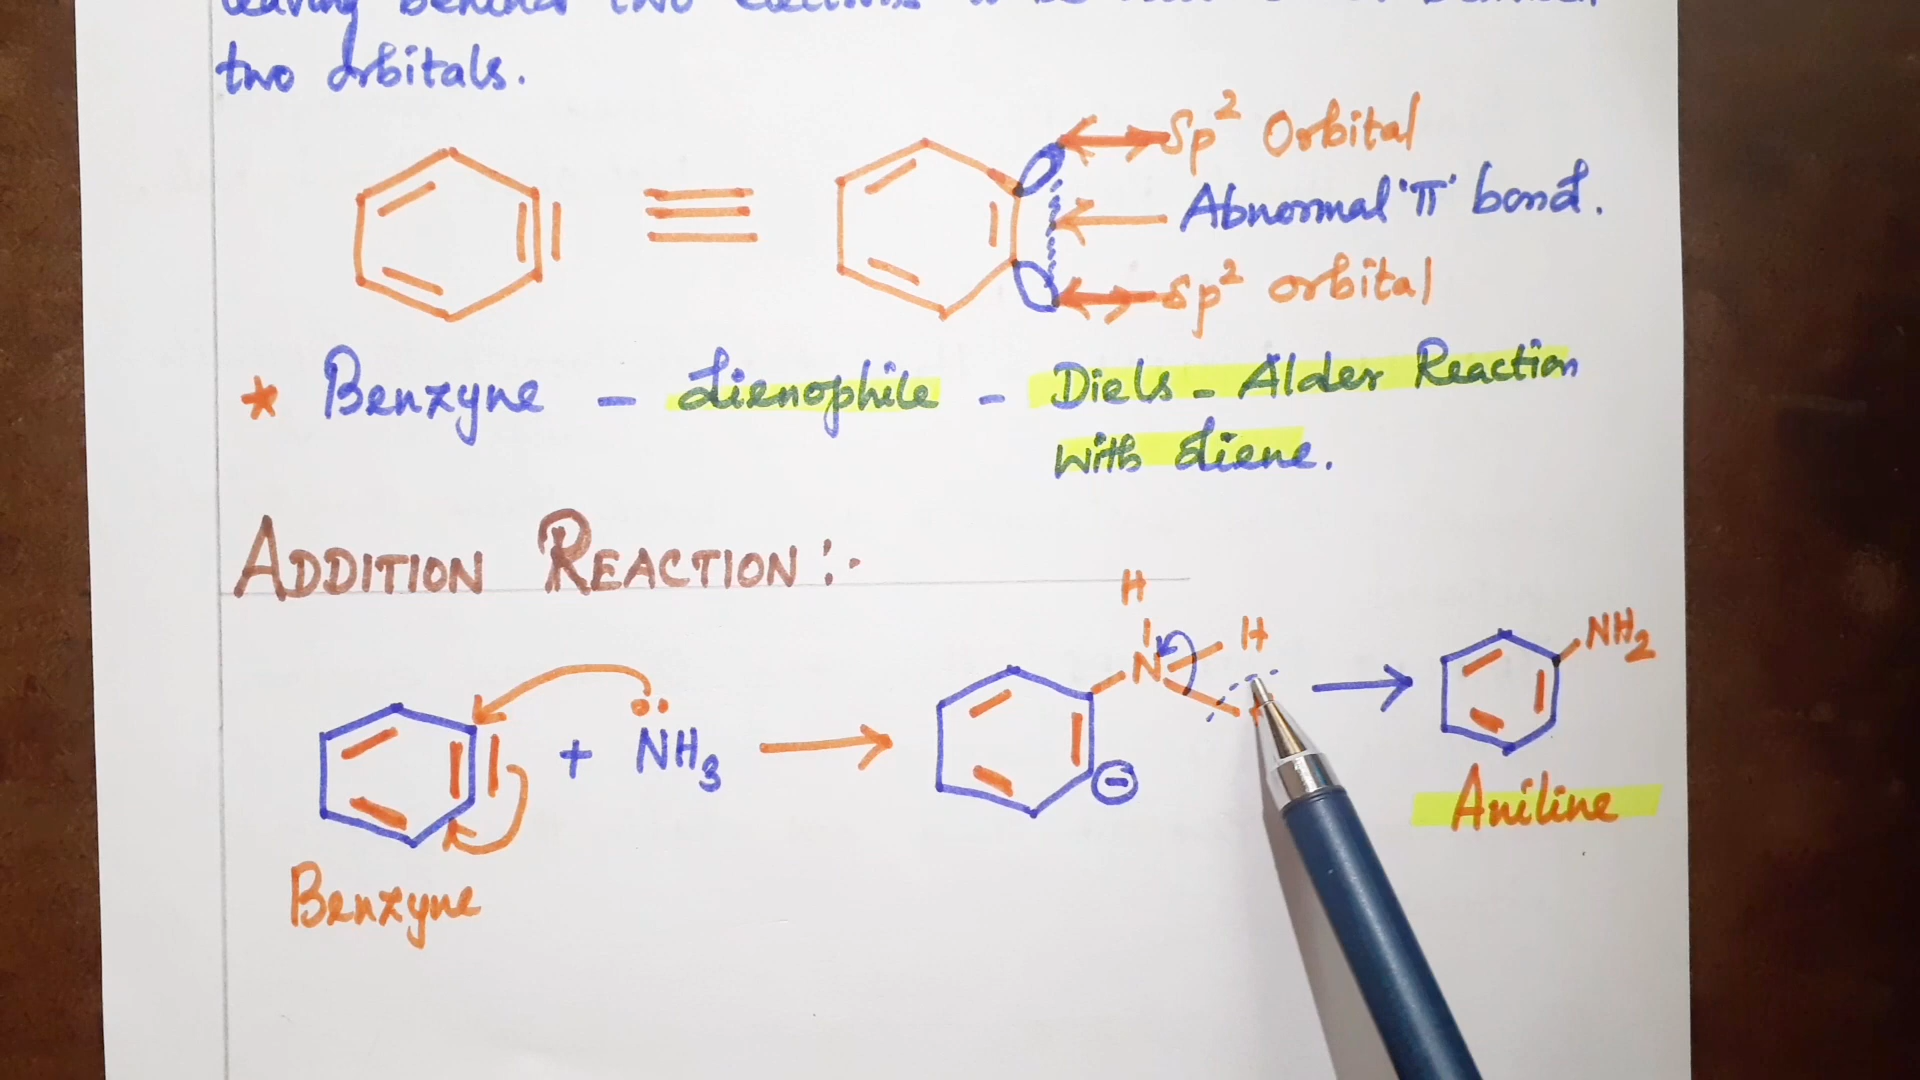 two orbitals.
Sp² Orbital
Abnormal 'π' bond.
Sp² orbital
* Benzyne - dienophile - Diels - Alder Reaction
with diene.
ADDITION REACTION :-
H
N H
NH₂
+ N̈H₃
⊖
Aniline
Benzyne